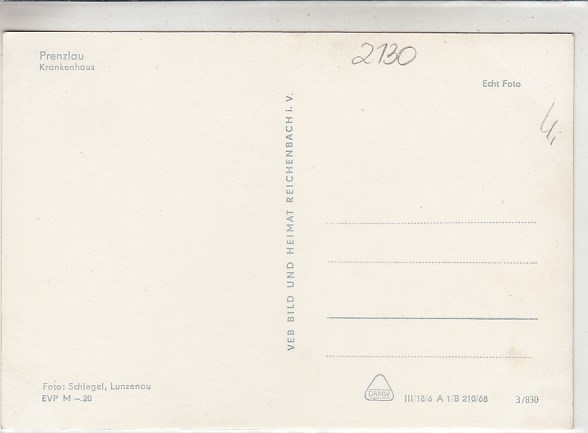 Prenzlau
Krankenhaus
2130
Echt Foto
VEB BILD UND HEIMAT REICHENBACH i. V.
Foto: Schlegel, Lunzenau
EVP M –.20
DAMW
III/18/6 A 1/B 210/68
3/830